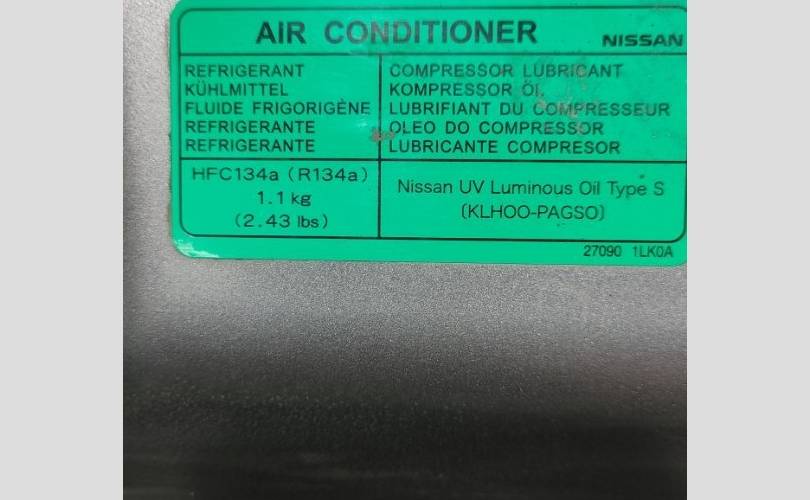 AIR CONDITIONER NISSAN
REFRIGERANT
KÜHLMITTEL
FLUIDE FRIGORIGÈNE
REFRIGERANTE
REFRIGERANTE
COMPRESSOR LUBRICANT
KOMPRESSOR ÖL
LUBRIFIANT DU COMPRESSEUR
OLEO DO COMPRESSOR
LUBRICANTE COMPRESOR
HFC134a (R134a)
1.1 kg
(2.43 lbs)
Nissan UV Luminous Oil Type S
(KLHOO-PAGSO)
27090 1LK0A